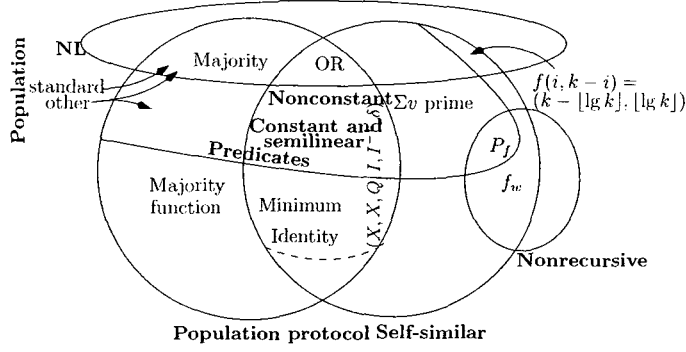 NL
Population
Majority
OR
standard
other
f(i, k − i) =
(k − ⌊lg k⌋, ⌊lg k⌋)
Nonconstant
Σv prime
Constant and
semilinear
Predicates
P_f
f_w
Majority
function
Minimum
Identity
Nonrecursive
Population protocol
Self-similar